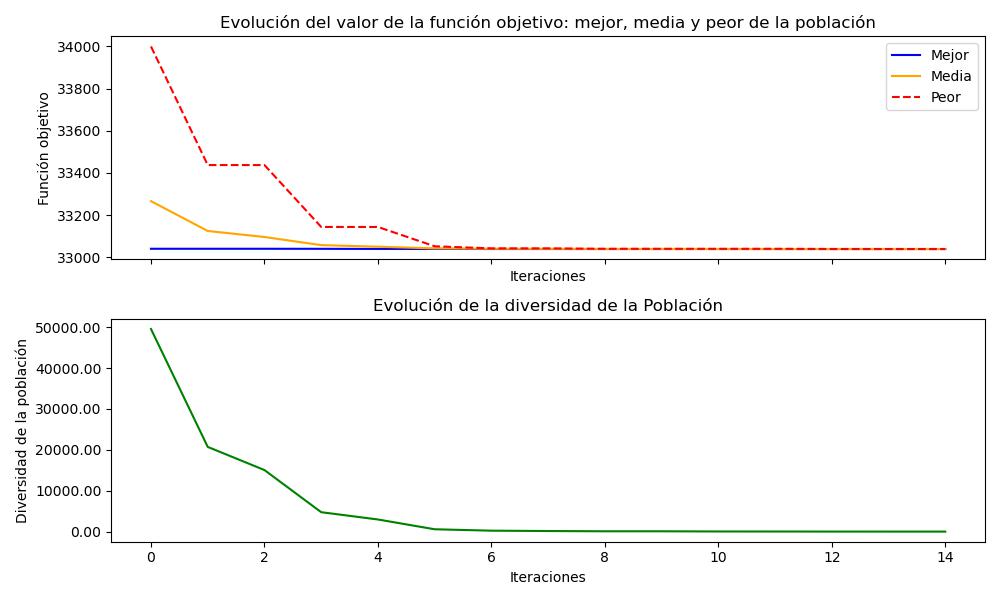 Evolución del valor de la función objetivo: mejor, media y peor de la población
Función objetivo
34000
33800
33600
33400
33200
33000
Mejor
Media
Peor
Iteraciones
Evolución de la diversidad de la Población
Diversidad de la población
50000.00
40000.00
30000.00
20000.00
10000.00
0.00
0 2 4 6 8 10 12 14
Iteraciones